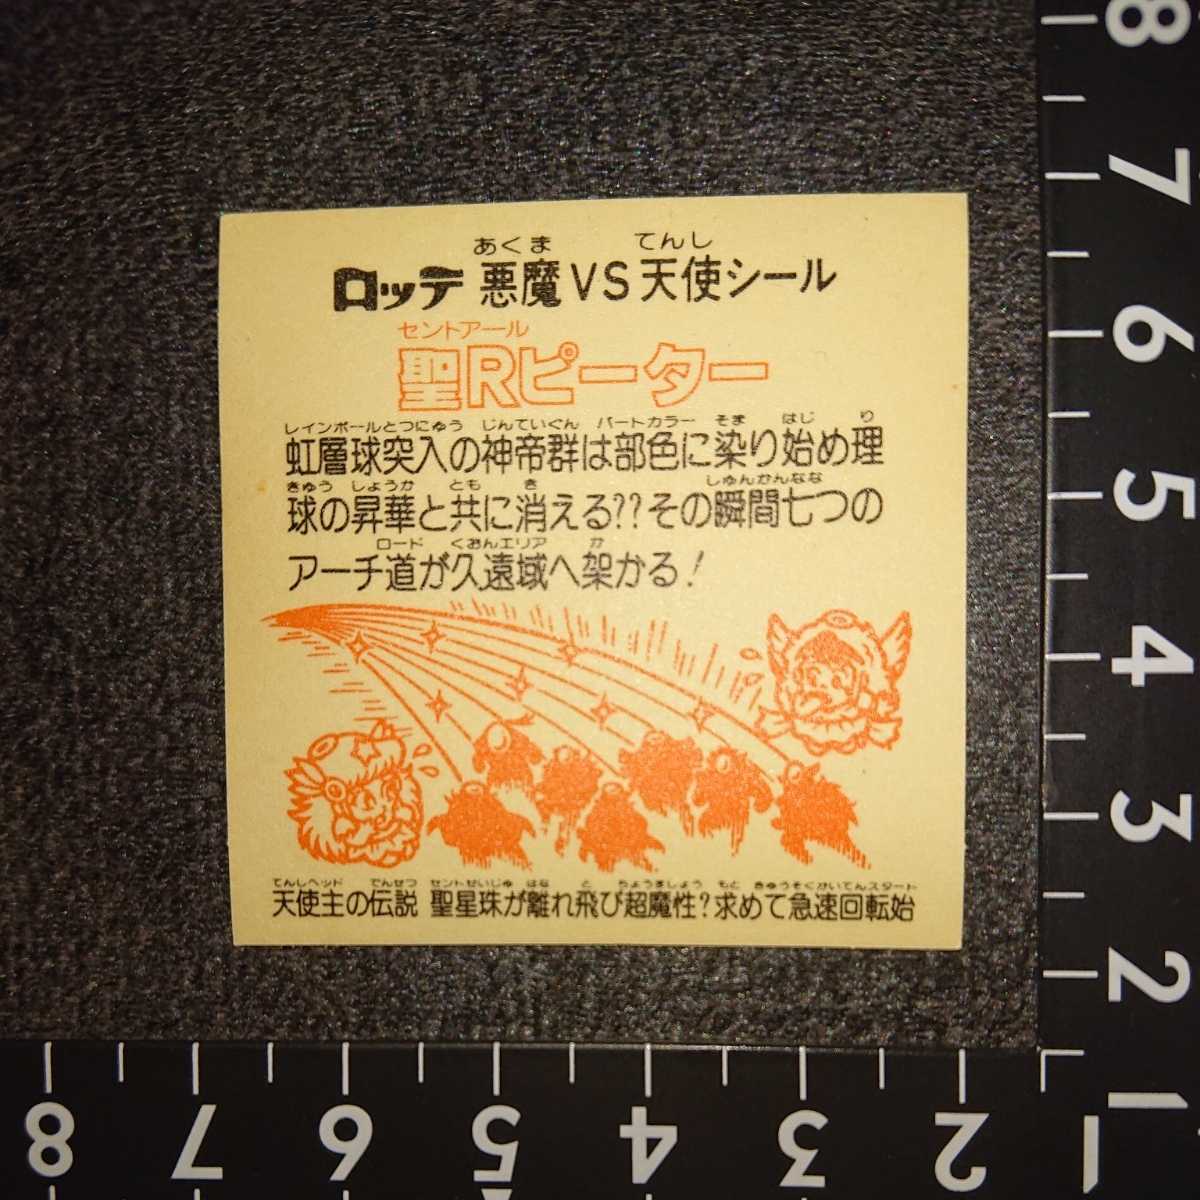 あくま てんし
ロッテ 悪魔VS天使シール
セントアール
聖Rピーター
レインボールとつにゅう じんていぐん パートカラー そま はじ り
虹層球突入の神帝群は部色に染り始め理
きゅう しょうか とも き しゅんかんなな
球の昇華と共に消える??その瞬間七つの
ロード くおんエリア か
アーチ道が久遠域へ架かる!
てんしヘッド でんせつ セントせいじゅ はな と ちょうましょう もと きゅうそくかいてんスタート
天使主の伝説 聖星珠が離れ飛び超魔性?求めて急速回転始
8
7
6
5
4
3
2
1
8 7 6 5 4 3 2 1